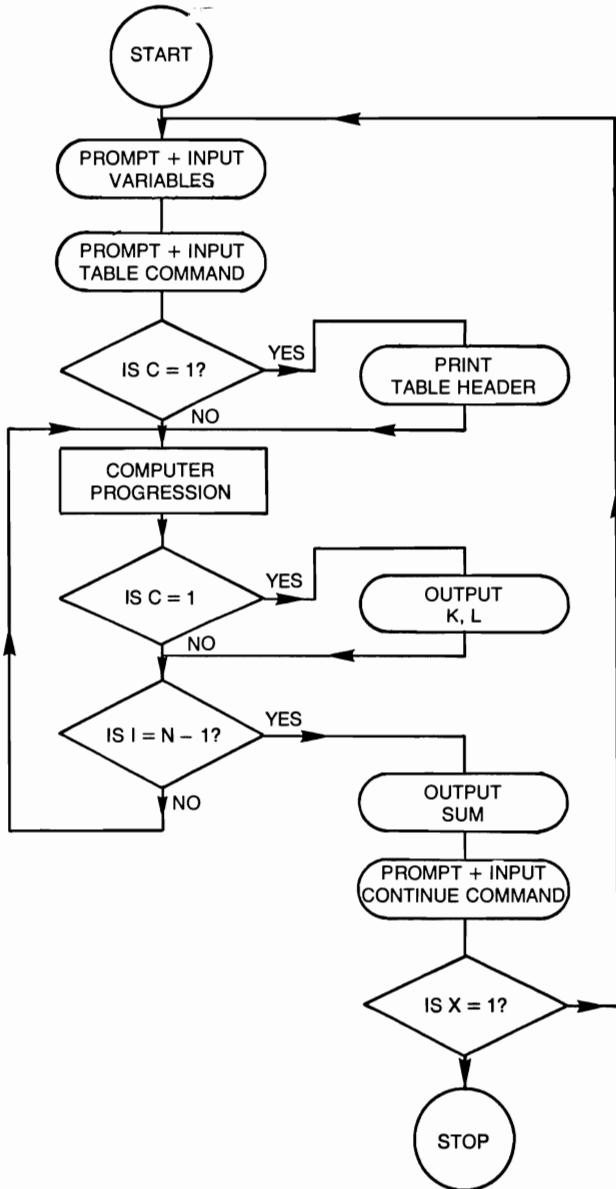 START
PROMPT + INPUT
VARIABLES
PROMPT + INPUT
TABLE COMMAND
IS C = 1?
YES
PRINT
TABLE HEADER
NO
COMPUTER
PROGRESSION
IS C = 1
YES
OUTPUT
K, L
NO
IS I = N – 1?
YES
NO
OUTPUT
SUM
PROMPT + INPUT
CONTINUE COMMAND
IS X = 1?
STOP